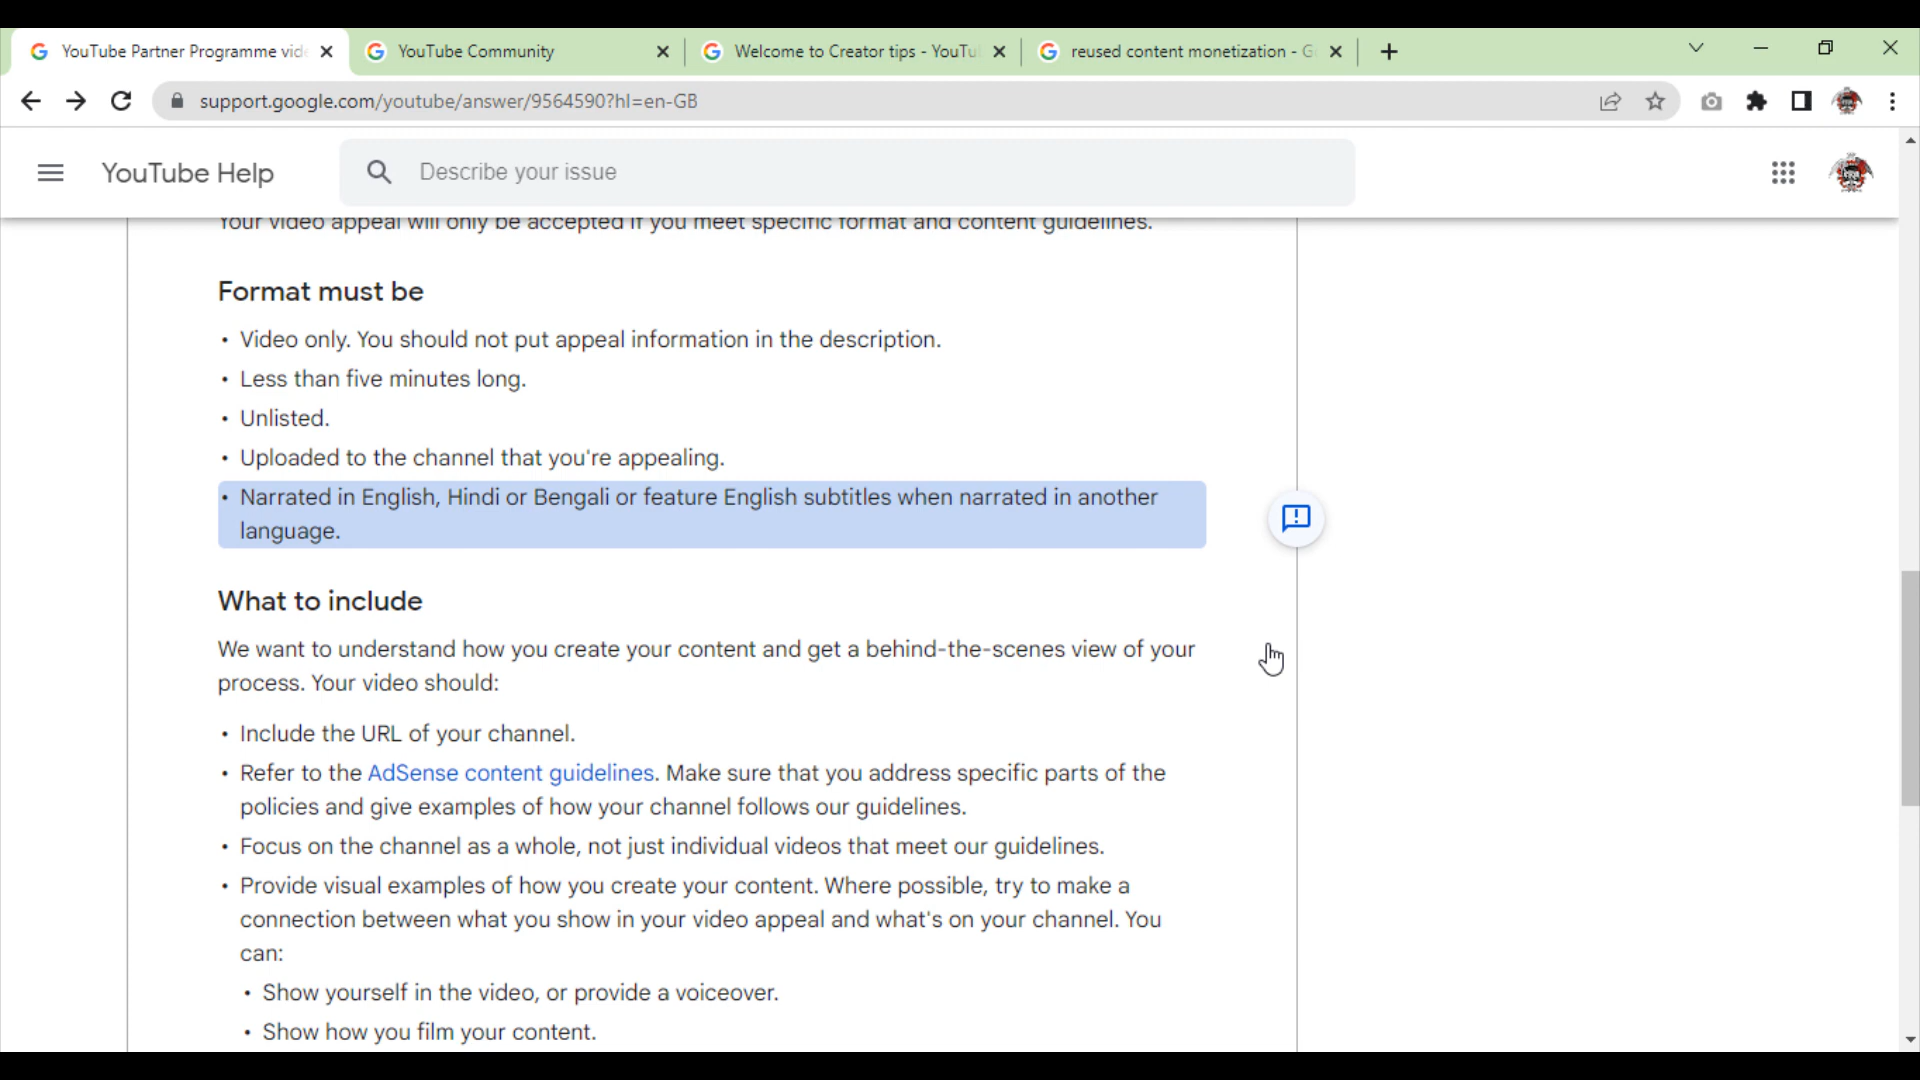 YouTube Partner Programme vide
YouTube Community
Welcome to Creator tips - YouTu
reused content monetization - G
support.google.com/youtube/answer/9564590?hl=en-GB
YouTube Help
Describe your issue
Your video appeal will only be accepted if you meet specific format and content guidelines.
Format must be
• Video only. You should not put appeal information in the description.
• Less than five minutes long.
• Unlisted.
• Uploaded to the channel that you're appealing.
• Narrated in English, Hindi or Bengali or feature English subtitles when narrated in another
language.
What to include
We want to understand how you create your content and get a behind-the-scenes view of your
process. Your video should:
• Include the URL of your channel.
• Refer to the AdSense content guidelines. Make sure that you address specific parts of the
policies and give examples of how your channel follows our guidelines.
• Focus on the channel as a whole, not just individual videos that meet our guidelines.
• Provide visual examples of how you create your content. Where possible, try to make a
connection between what you show in your video appeal and what's on your channel. You
can:
• Show yourself in the video, or provide a voiceover.
• Show how you film your content.